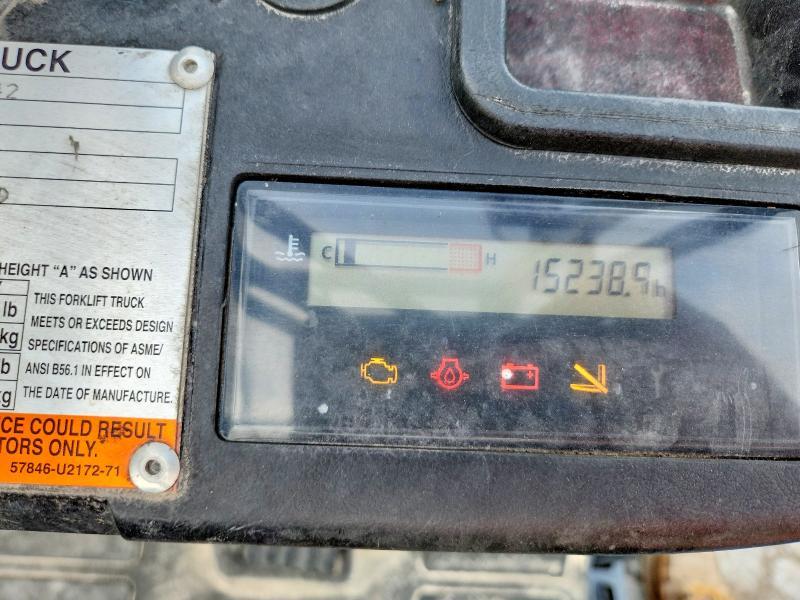 UCK
2
HEIGHT "A" AS SHOWN
lb
kg
lb
kg
THIS FORKLIFT TRUCK
MEETS OR EXCEEDS DESIGN
SPECIFICATIONS OF ASME/
ANSI B56.1 IN EFFECT ON
THE DATE OF MANUFACTURE.
CE COULD RESULT
TORS ONLY.
57846-U2172-71
C H
15238.9h